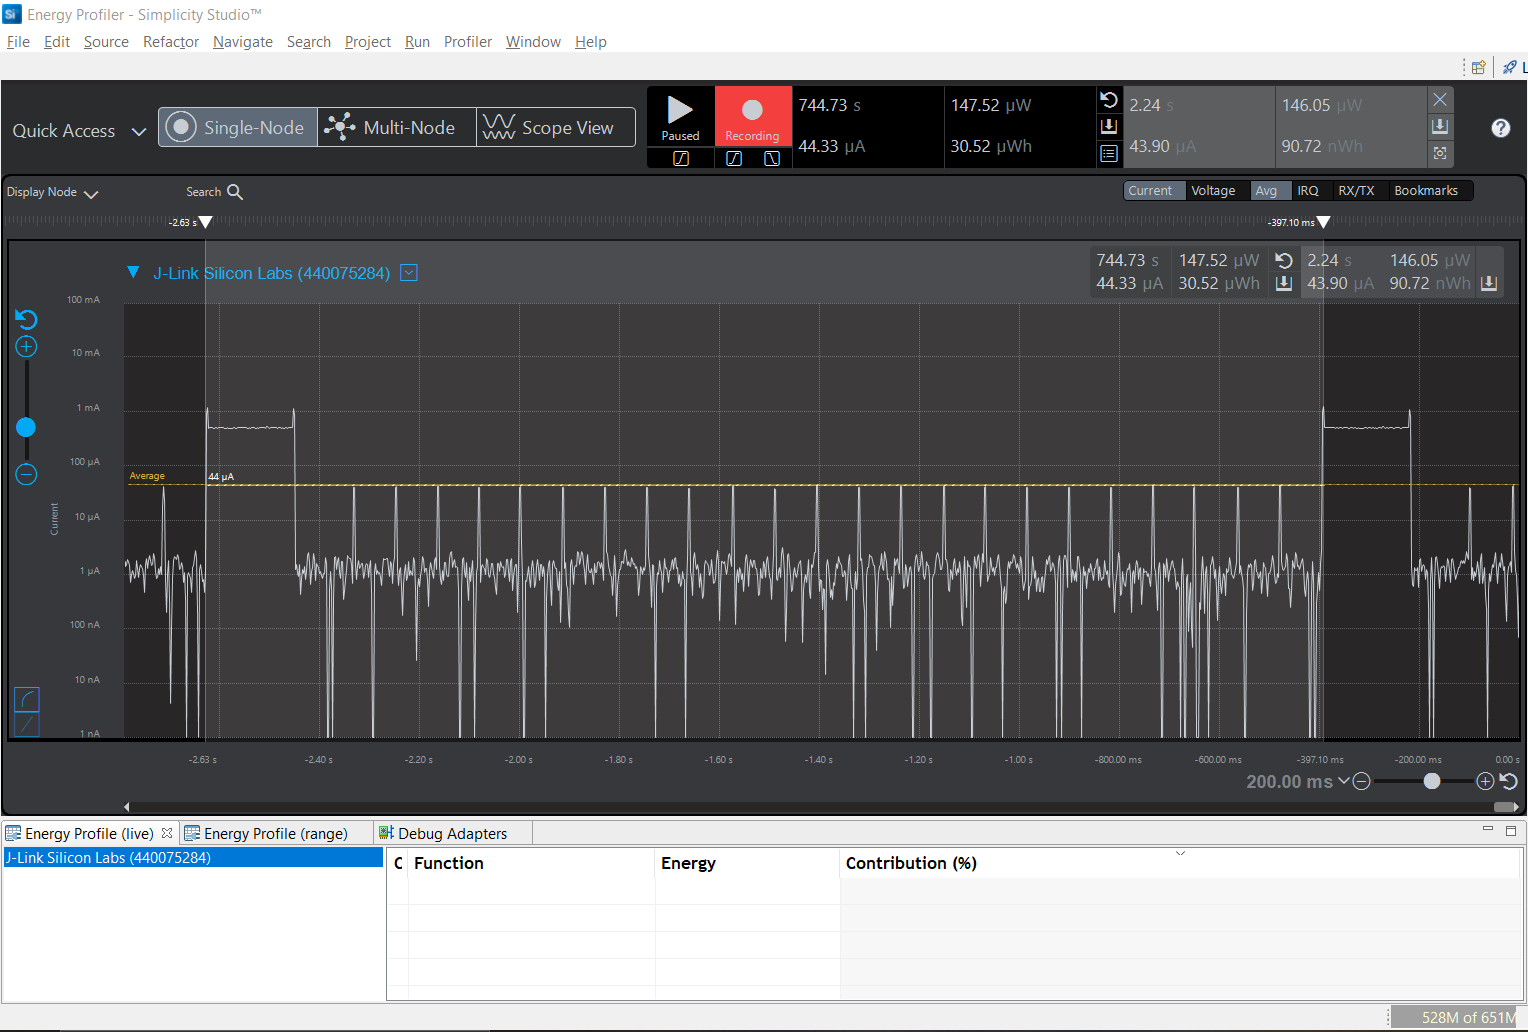 Energy Profiler - Simplicity Studio™
File Edit Source Refactor Navigate Search Project Run Profiler Window Help
L
Quick Access Single-Node Multi-Node Scope View
Paused Recording
744.73 s 147.52 µW 2.24 s 146.05 µW
44.33 µA 30.52 µWh 43.90 µA 90.72 nWh
Display Node Search
Current Voltage Avg IRQ RX/TX Bookmarks
-2.63 s -397.10 ms
J-Link Silicon Labs (440075284)
744.73 s 147.52 µW 2.24 s 146.05 µW
44.33 µA 30.52 µWh 43.90 µA 90.72 nWh
100 mA
10 mA
1 mA
100 µA
Average 44 µA
10 µA
Current
1 µA
100 nA
10 nA
1 nA
-2.63 s -2.40 s -2.20 s -2.00 s -1.80 s -1.60 s -1.40 s -1.20 s -1.00 s -800.00 ms -600.00 ms -397.10 ms -200.00 ms 0.00 s
200.00 ms
Energy Profile (live) Energy Profile (range) Debug Adapters
J-Link Silicon Labs (440075284)
C Function Energy Contribution (%)
528M of 651M